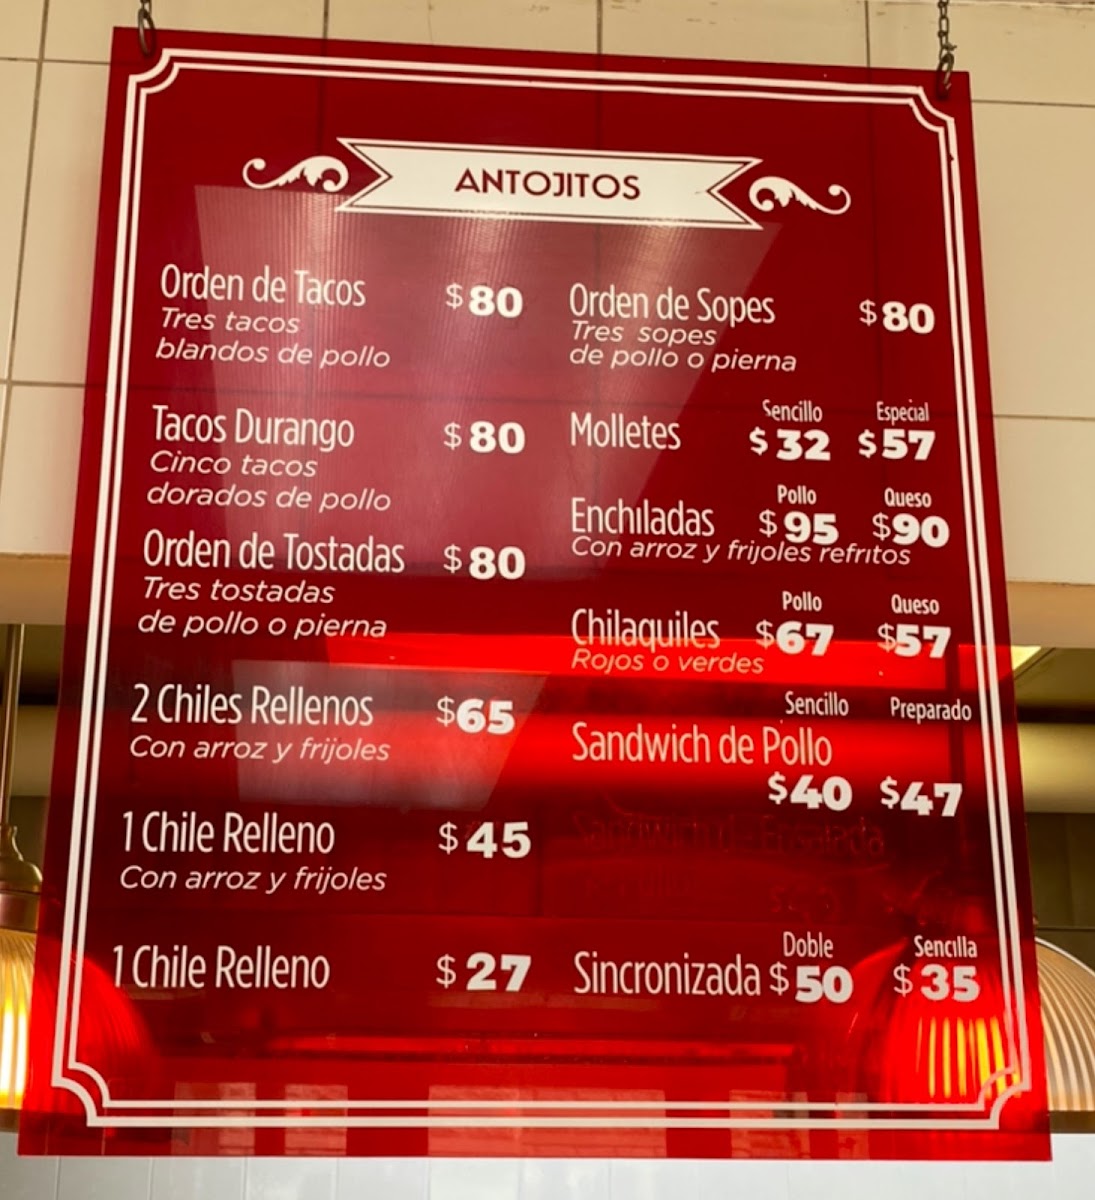 ANTOJITOS
Orden de Tacos $80
Tres tacos
blandos de pollo
Tacos Durango $80
Cinco tacos
dorados de pollo
Orden de Tostadas $80
Tres tostadas
de pollo o pierna
2 Chiles Rellenos $65
Con arroz y frijoles
1 Chile Relleno $45
Con arroz y frijoles
1 Chile Relleno $27
Orden de Sopes $80
Tres sopes
de pollo o pierna
Sencillo Especial
Molletes $32 $57
Pollo Queso
Enchiladas $95 $90
Con arroz y frijoles refritos
Pollo Queso
Chilaquiles $67 $57
Rojos o verdes
Sencillo Preparado
Sandwich de Pollo
$40 $47
Doble Sencilla
Sincronizada $50 $35